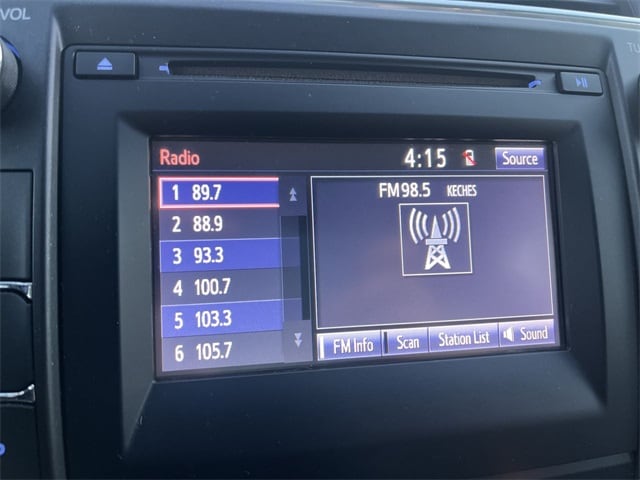 VOL
TU
Radio 4:15 Source
1 89.7
2 88.9
3 93.3
4 100.7
5 103.3
6 105.7
FM 98.5 KECHES
FM Info Scan Station List Sound